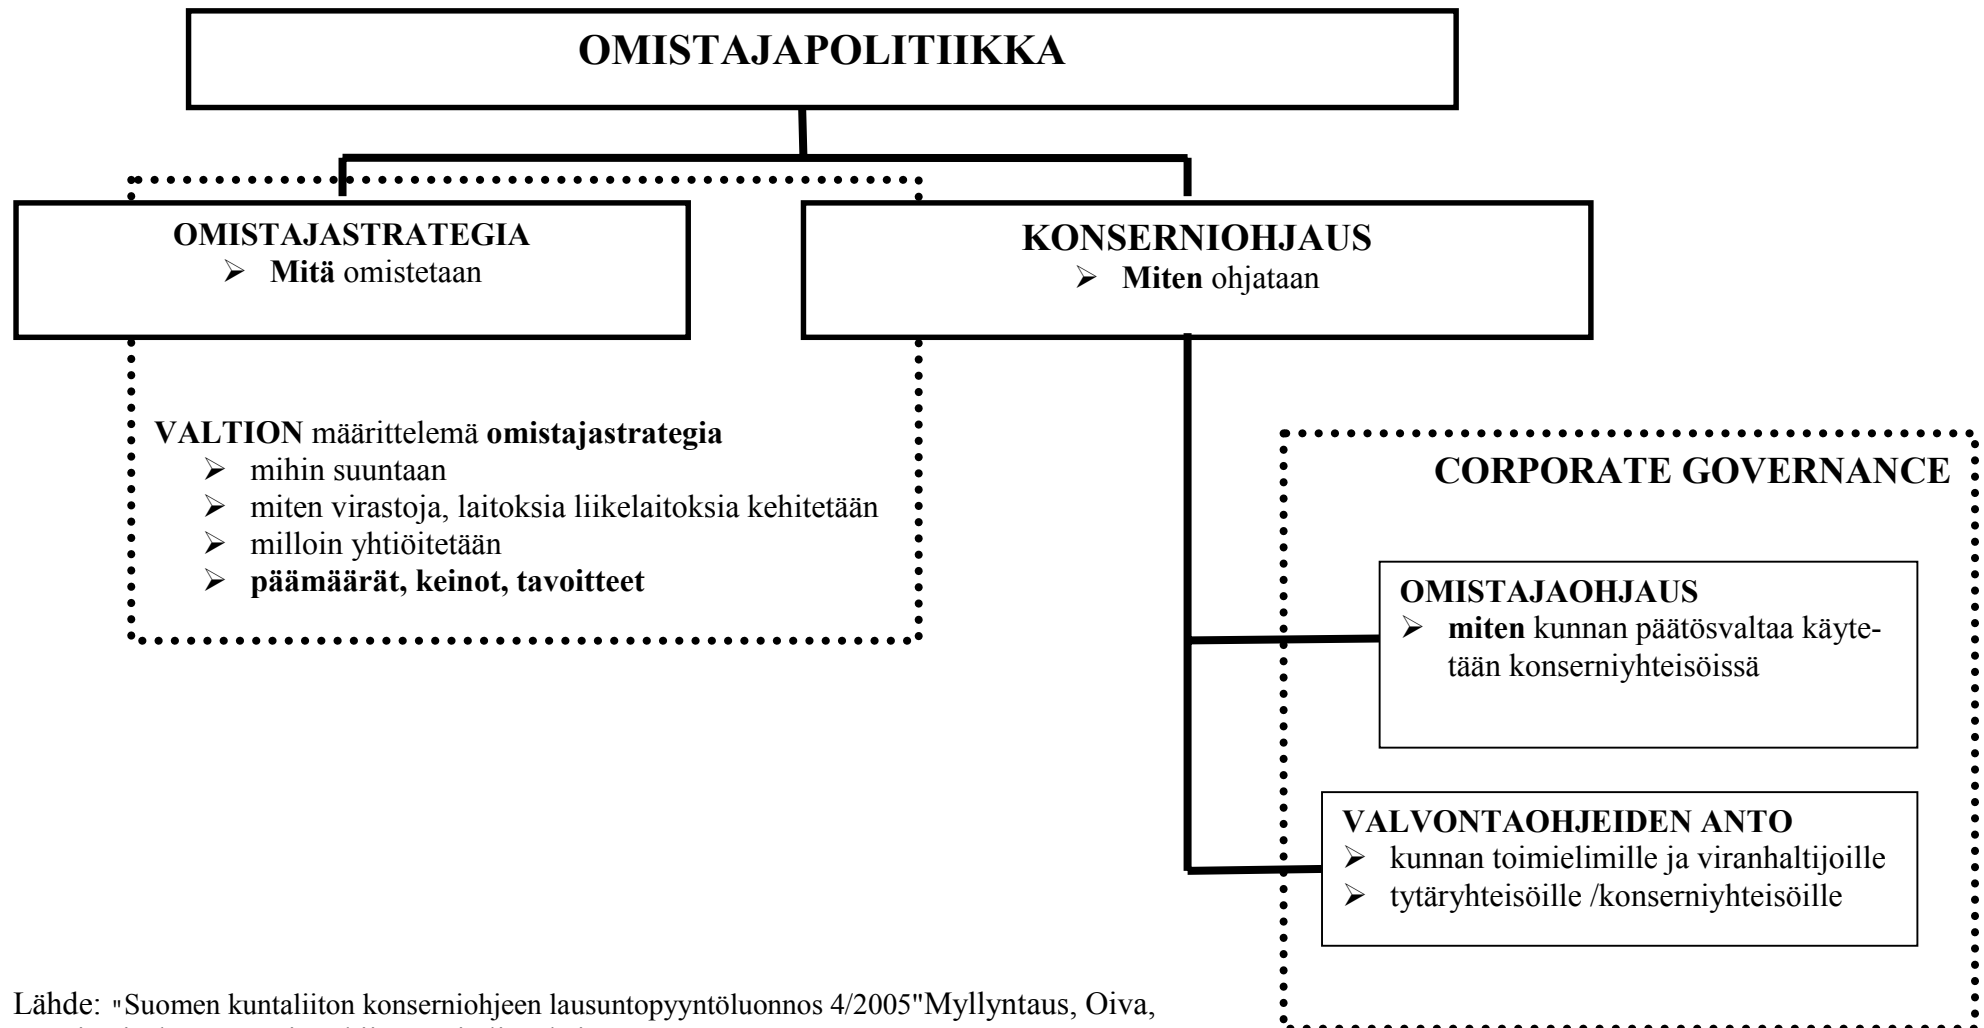 OMISTAJAPOLITIIKKA
OMISTAJASTRATEGIA
➢ Mitä omistetaan
KONSERNIOHJAUS
➢ Miten ohjataan
VALTION määrittelemä omistajastrategia
➢ mihin suuntaan
➢ miten virastoja, laitoksia liikelaitoksia kehitetään
➢ milloin yhtiöitetään
➢ päämäärät, keinot, tavoitteet
CORPORATE GOVERNANCE
OMISTAJAOHJAUS
➢ miten kunnan päätösvaltaa käyte-
tään konserniyhteisöissä
VALVONTAOHJEIDEN ANTO
➢ kunnan toimielimille ja viranhaltijoille
➢ tytäryhteisöille /konserniyhteisöille
Lähde: "Suomen kuntaliiton konserniohjeen lausuntopyyntöluonnos 4/2005"Myllyntaus, Oiva,